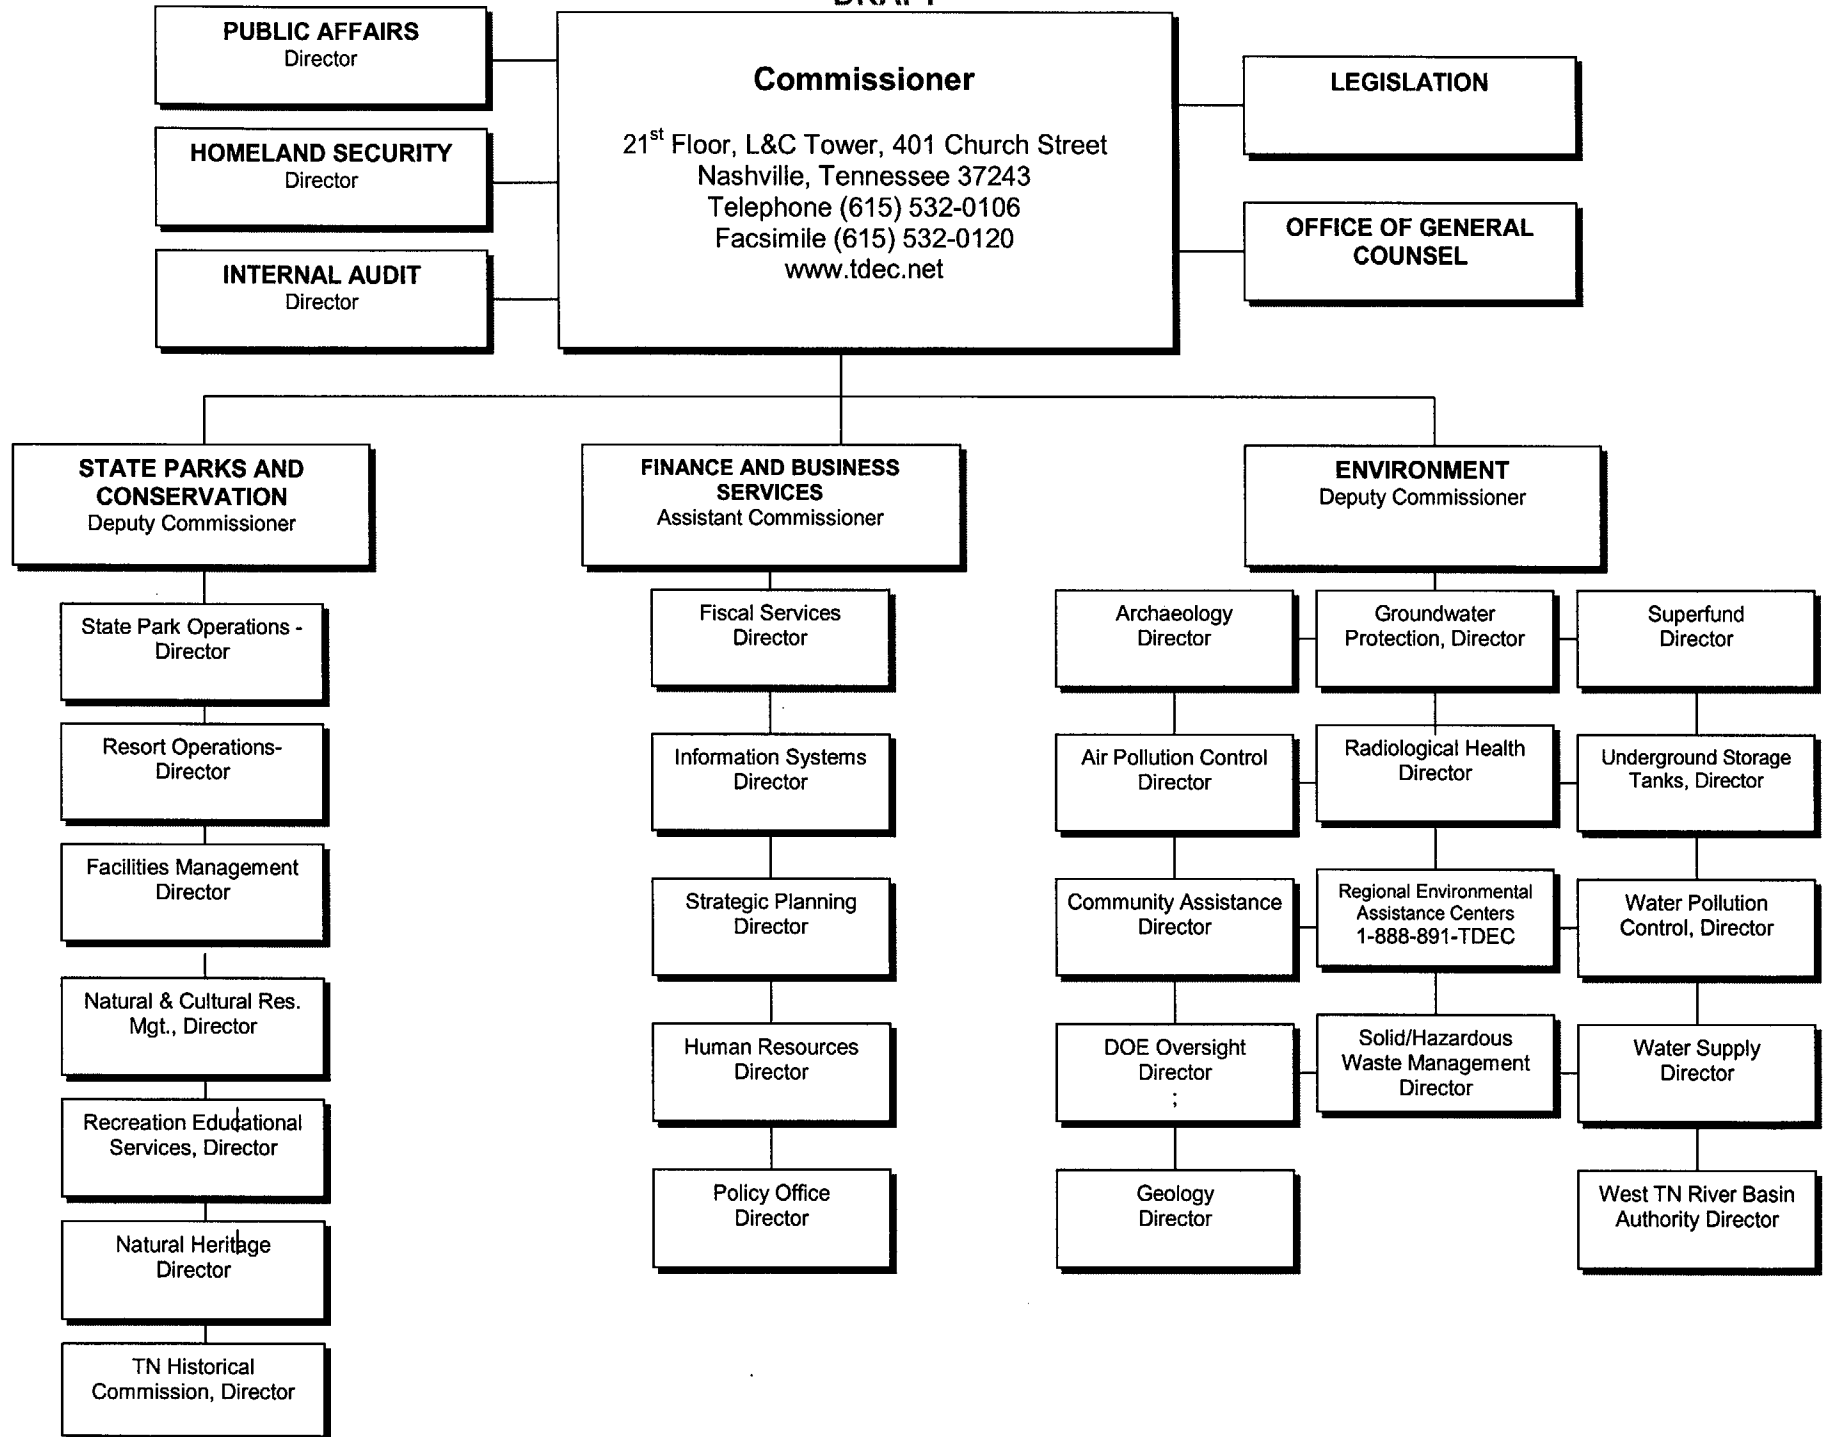 DRAFT
PUBLIC AFFAIRS
Director
HOMELAND SECURITY
Director
INTERNAL AUDIT
Director
Commissioner
21st Floor, L&C Tower, 401 Church Street
Nashville, Tennessee 37243
Telephone (615) 532-0106
Facsimile (615) 532-0120
www.tdec.net
LEGISLATION
OFFICE OF GENERAL
COUNSEL
STATE PARKS AND
CONSERVATION
Deputy Commissioner
State Park Operations -
Director
Resort Operations-
Director
Facilities Management
Director
Natural & Cultural Res.
Mgt., Director
Recreation Educational
Services, Director
Natural Heritage
Director
TN Historical
Commission, Director
FINANCE AND BUSINESS
SERVICES
Assistant Commissioner
Fiscal Services
Director
Information Systems
Director
Strategic Planning
Director
Human Resources
Director
Policy Office
Director
ENVIRONMENT
Deputy Commissioner
Archaeology
Director
Air Pollution Control
Director
Community Assistance
Director
DOE Oversight
Director
;
Geology
Director
Groundwater
Protection, Director
Radiological Health
Director
Regional Environmental
Assistance Centers
1-888-891-TDEC
Solid/Hazardous
Waste Management
Director
Superfund
Director
Underground Storage
Tanks, Director
Water Pollution
Control, Director
Water Supply
Director
West TN River Basin
Authority Director